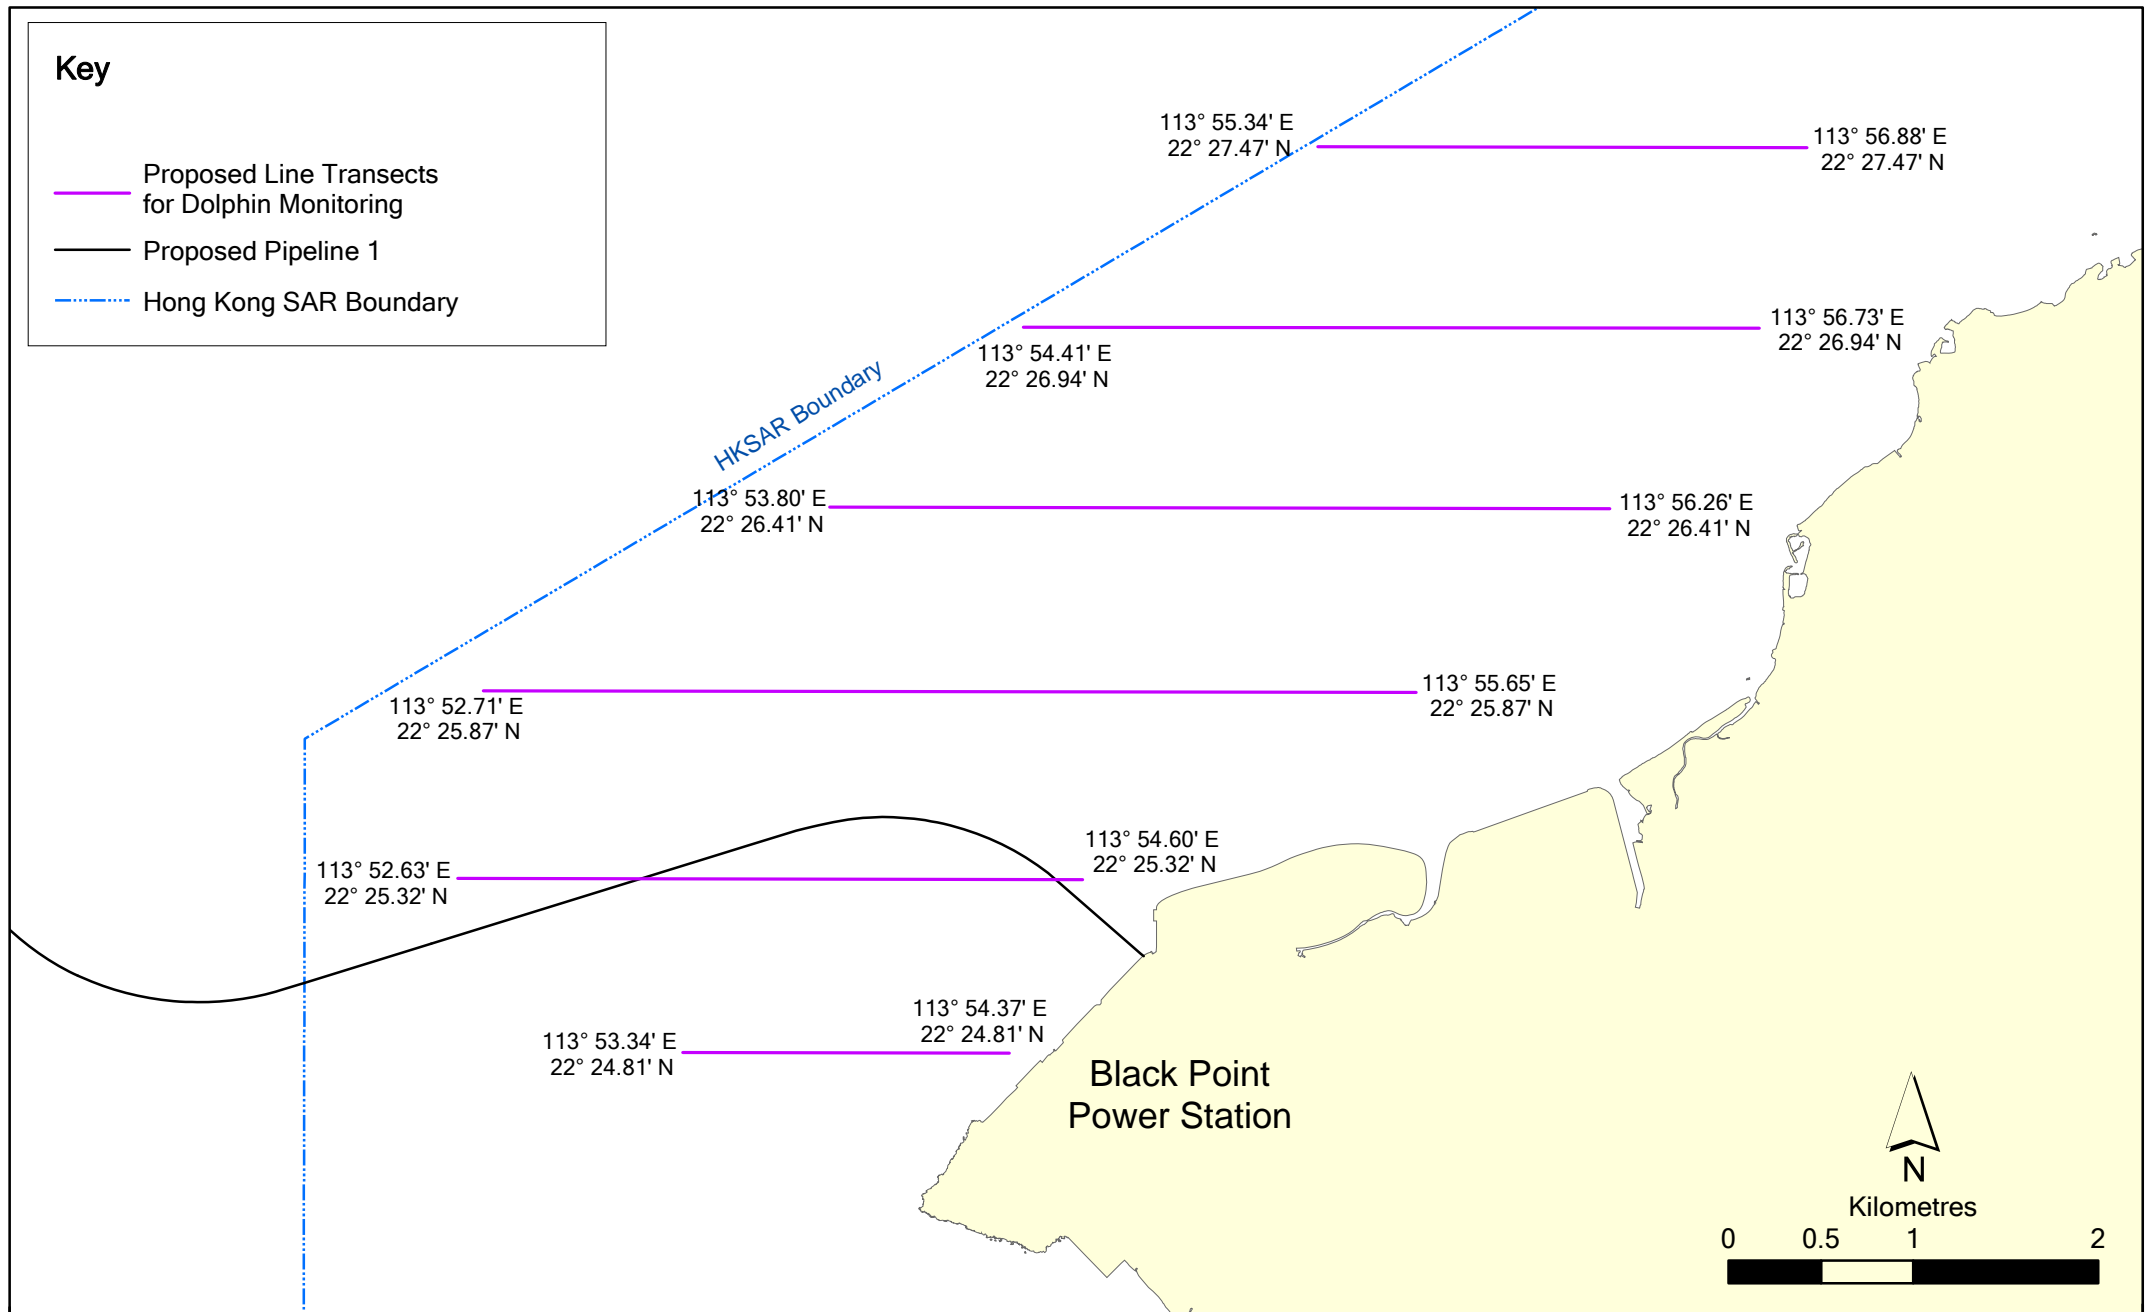 Key
Proposed Line Transects
for Dolphin Monitoring
Proposed Pipeline 1
Hong Kong SAR Boundary
113° 55.34' E
22° 27.47' N
113° 56.88' E
22° 27.47' N
113° 56.73' E
22° 26.94' N
113° 54.41' E
22° 26.94' N
HKSAR Boundary
113° 53.80' E
22° 26.41' N
113° 56.26' E
22° 26.41' N
113° 52.71' E
22° 25.87' N
113° 55.65' E
22° 25.87' N
113° 54.60' E
22° 25.32' N
113° 52.63' E
22° 25.32' N
113° 54.37' E
22° 24.81' N
113° 53.34' E
22° 24.81' N
Black Point
Power Station
N
Kilometres
0 0.5 1 2